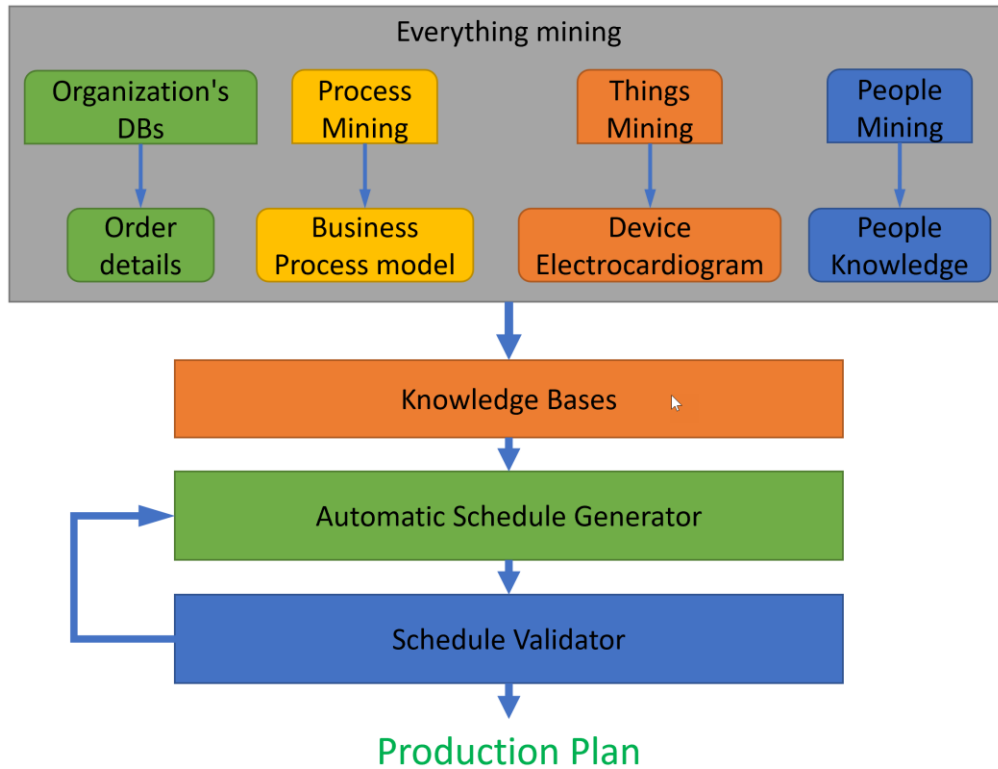 Everything mining
Organization's
DBs
Process
Mining
Things
Mining
People
Mining
Order
details
Business
Process model
Device
Electrocardiogram
People
Knowledge
Knowledge Bases
Automatic Schedule Generator
Schedule Validator
Production Plan